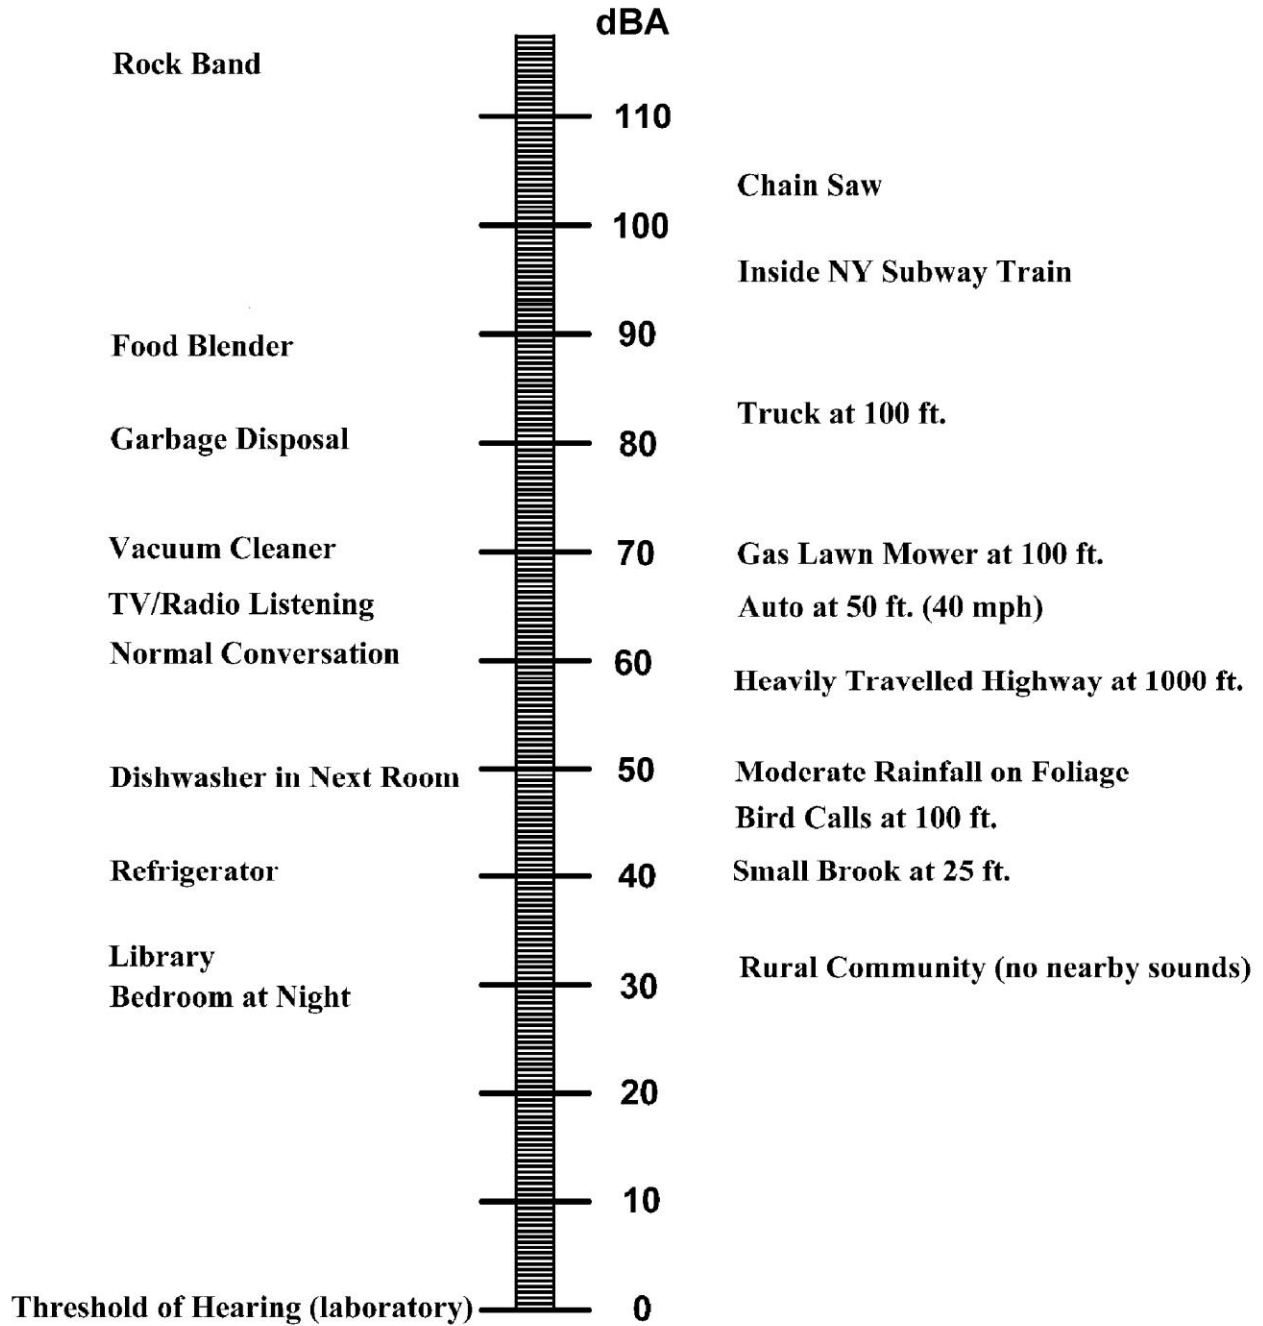 dBA
Rock Band
110
Chain Saw
100
Inside NY Subway Train
90
Food Blender
Truck at 100 ft.
Garbage Disposal
80
Vacuum Cleaner
70
Gas Lawn Mower at 100 ft.
TV/Radio Listening
Auto at 50 ft. (40 mph)
Normal Conversation
60
Heavily Travelled Highway at 1000 ft.
Dishwasher in Next Room
50
Moderate Rainfall on Foliage
Bird Calls at 100 ft.
Refrigerator
40
Small Brook at 25 ft.
Library
Rural Community (no nearby sounds)
30
Bedroom at Night
20
10
Threshold of Hearing (laboratory)
0